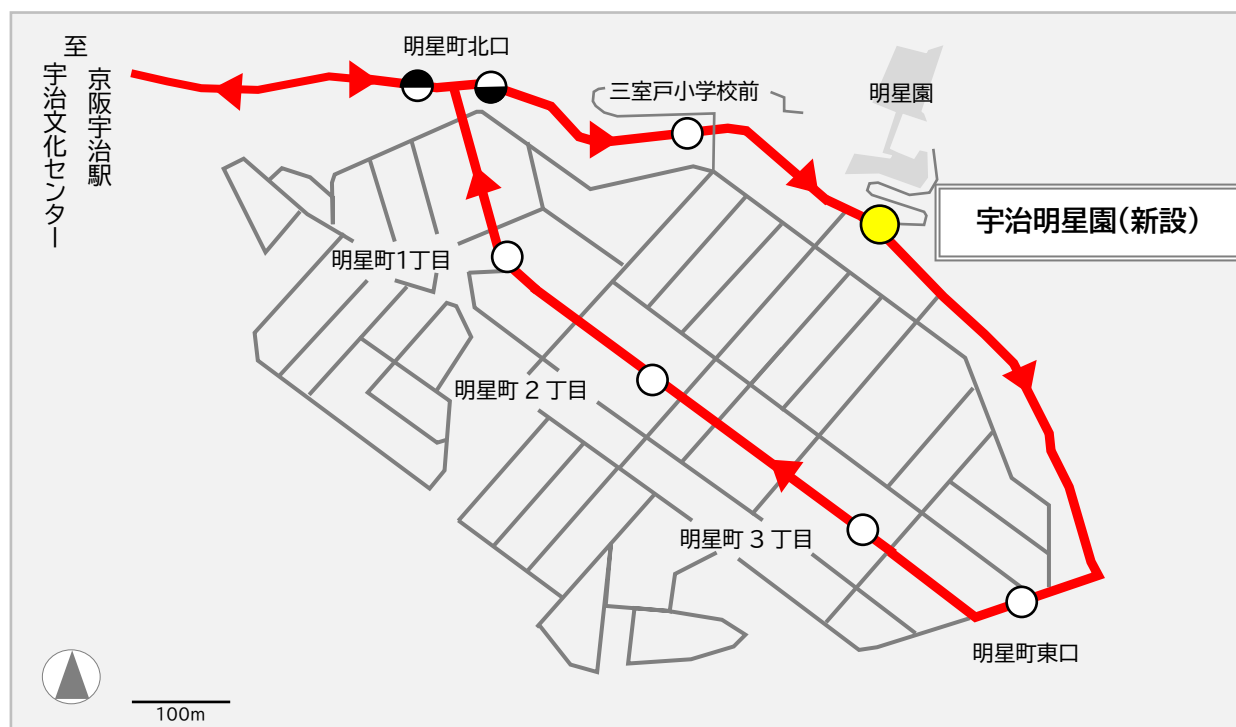 至
京阪宇治駅
宇治文化センター
明星町北口
三室戸小学校前
明星園
宇治明星園(新設)
明星町1丁目
明星町2丁目
明星町3丁目
明星町東口
100m